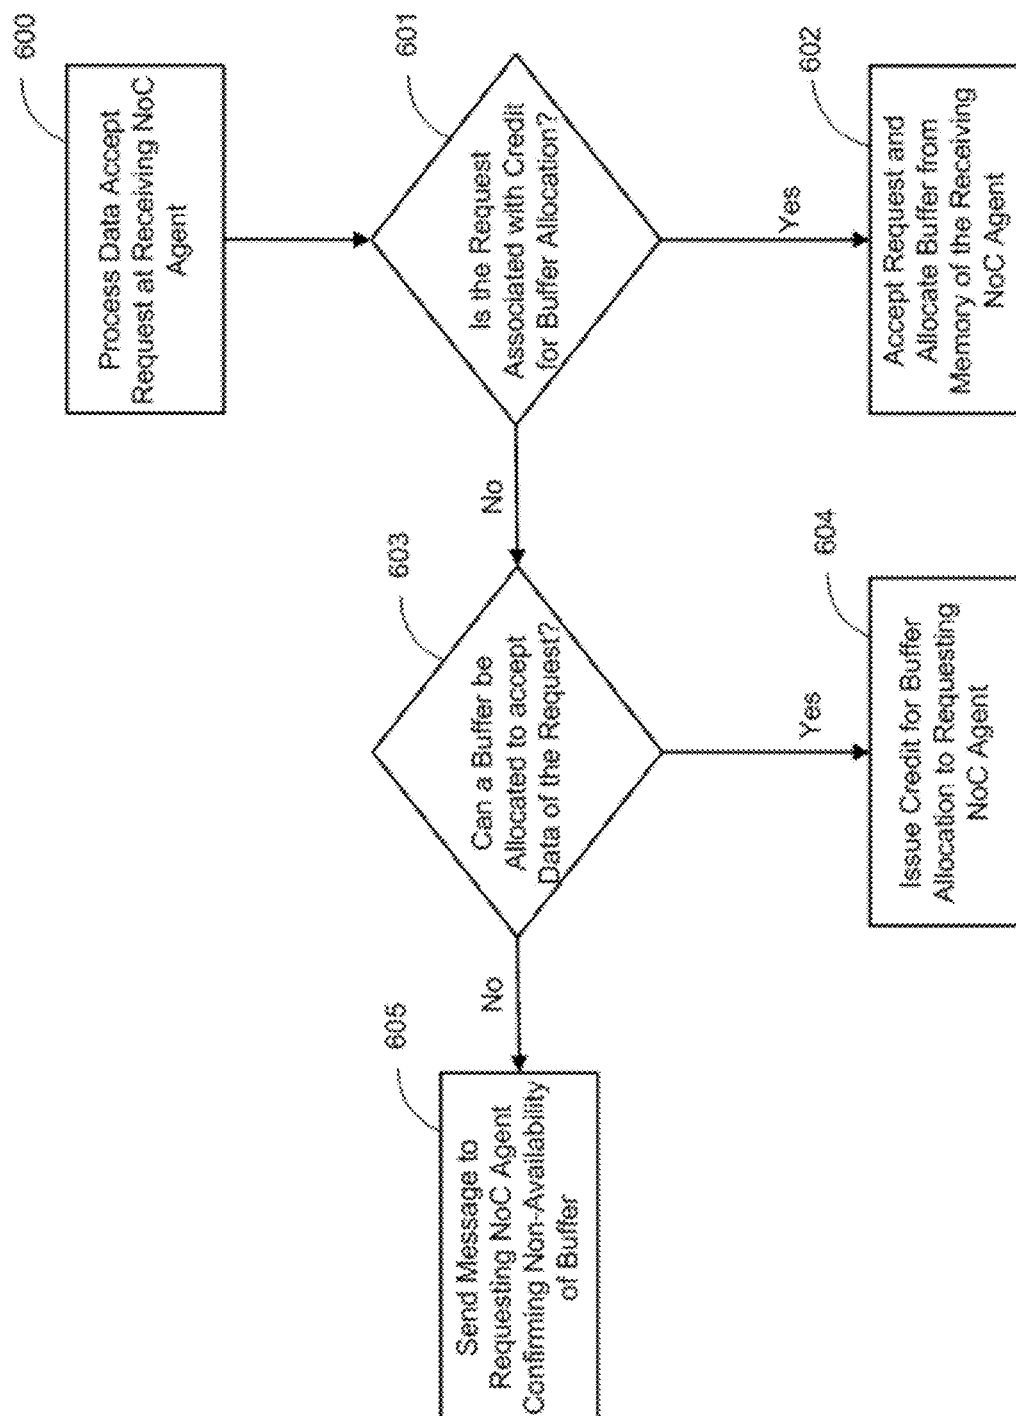 600
Process Data Accept
Request at Receiving NoC
Agent
601
Is the Request
Associated with Credit
for Buffer Allocation?
Yes
602
Accept Request and
Allocate Buffer from
Memory of the Receiving
NoC Agent
No
603
Can a Buffer be
Allocated to accept
Data of the Request?
Yes
604
Issue Credit for Buffer
Allocation to Requesting
NoC Agent
No
605
Send Message to
Requesting NoC Agent
Confirming Non-Availability
of Buffer